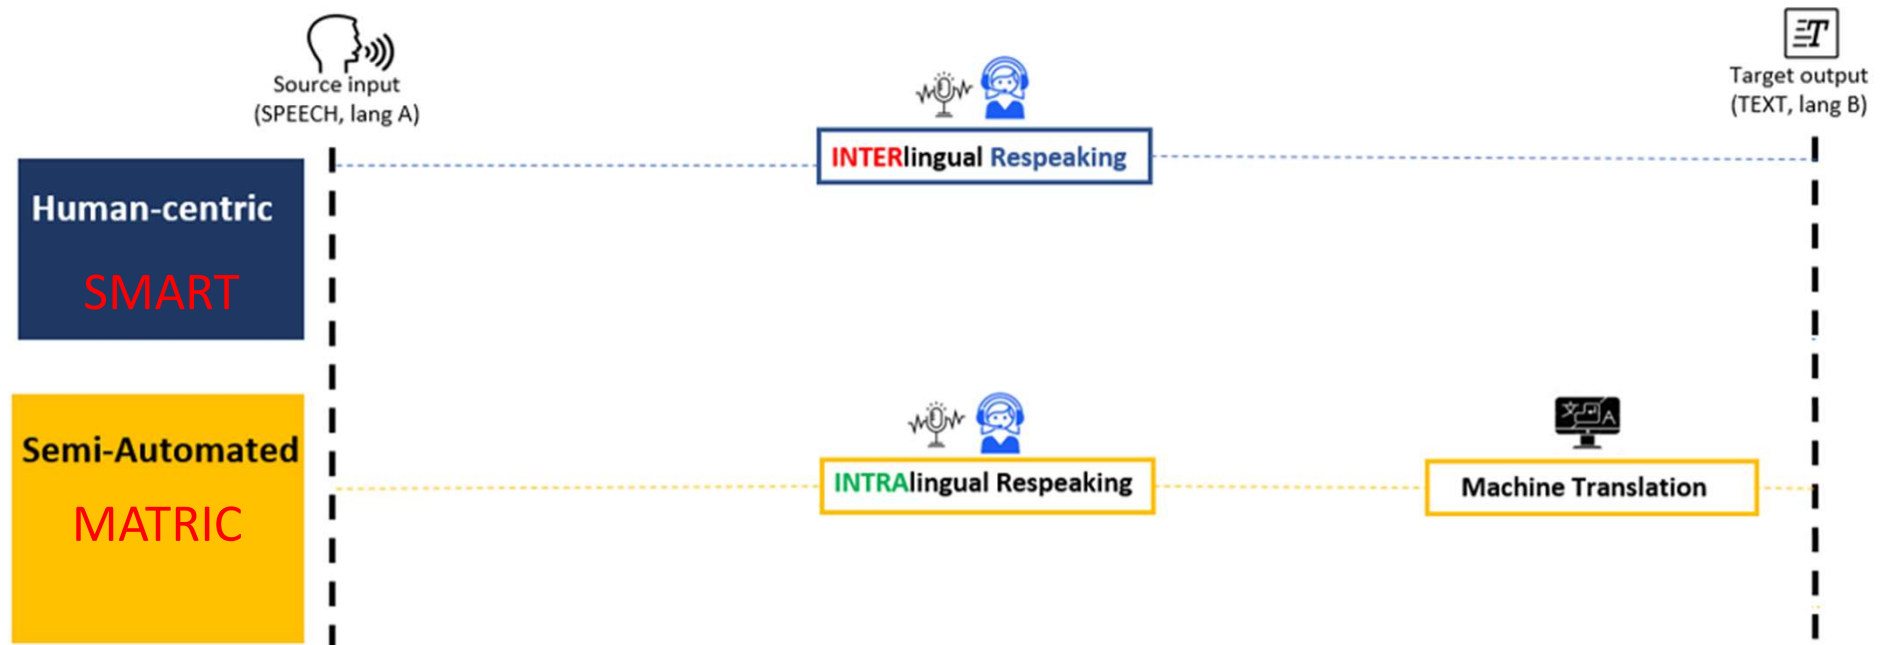 Source input
(SPEECH, lang A)
Target output
(TEXT, lang B)
Human-centric
SMART
INTERlingual Respeaking
Semi-Automated
MATRIC
INTRAlingual Respeaking
Machine Translation